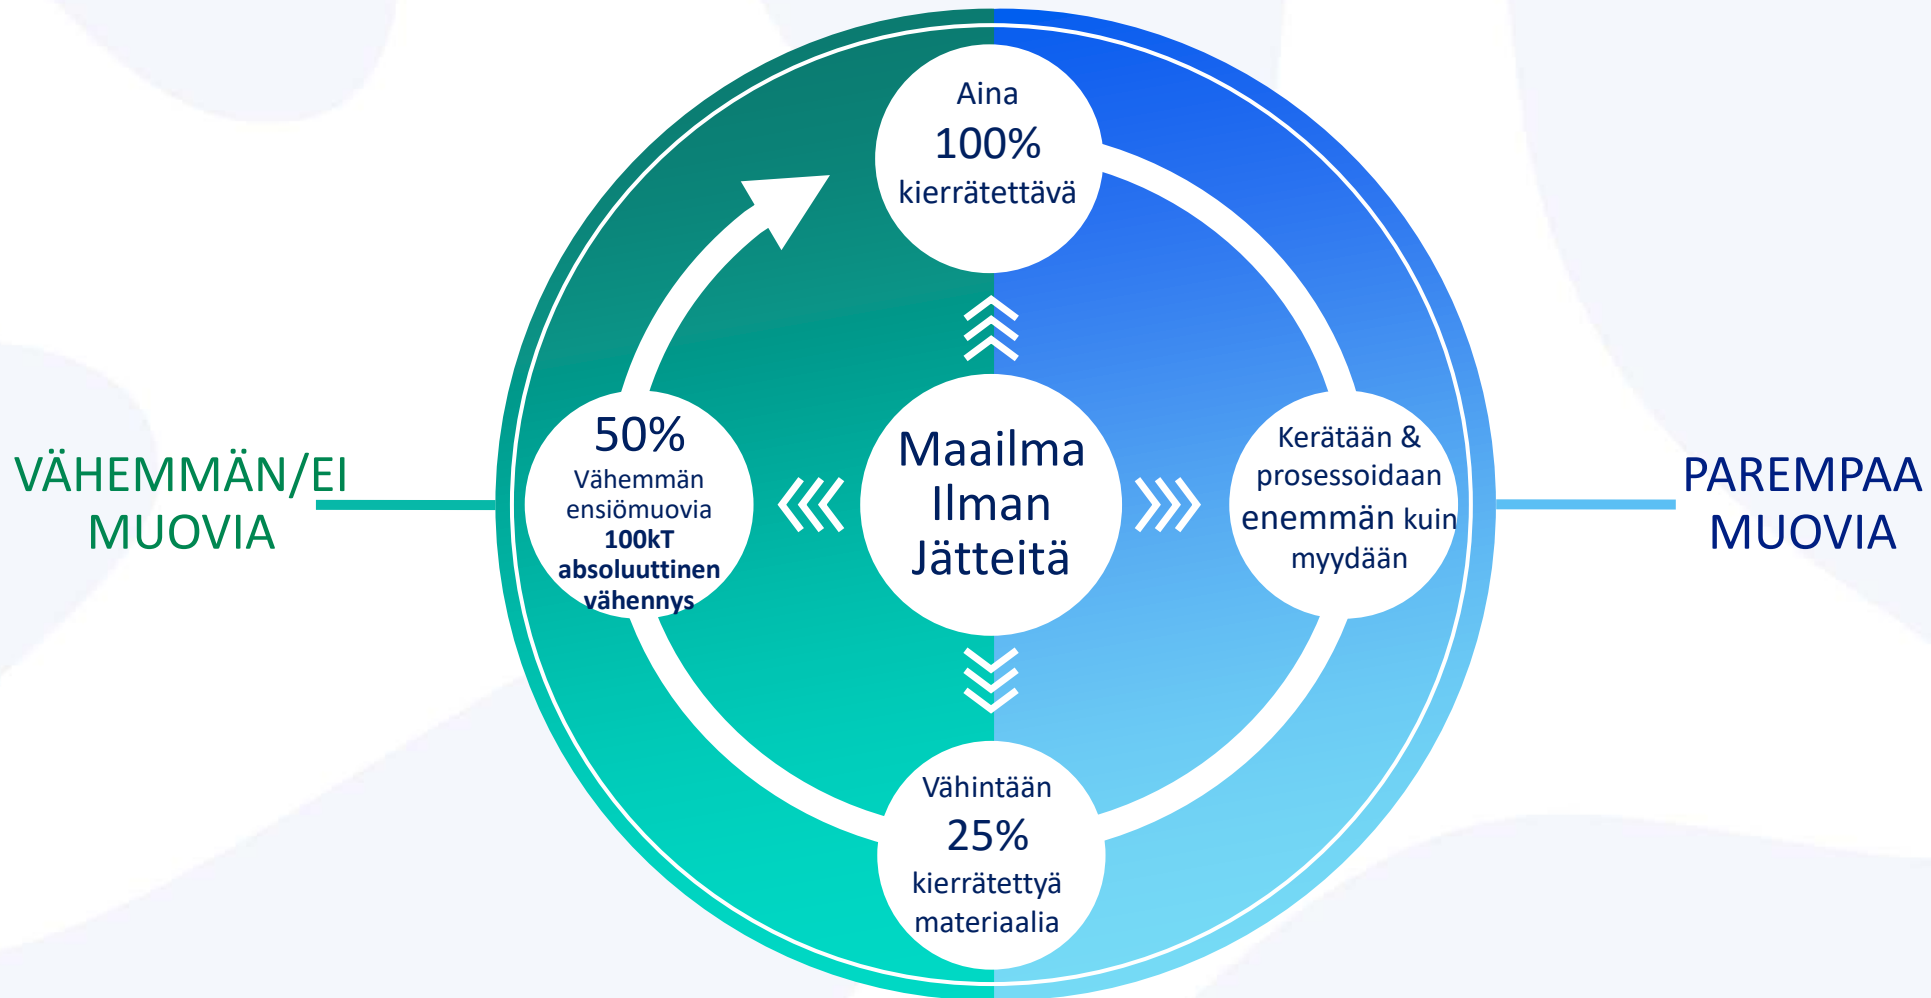 Aina
100%
kierrätettävä
VÄHEMMÄN/EI
MUOVIA
50%
Vähemmän
ensiömuovia
100kT
absoluuttinen
vähennys
Maailma
Ilman
Jätteitä
Kerätään &
prosessoidaan
enemmän kuin
myydään
PAREMPAA
MUOVIA
Vähintään
25%
kierrätettyä
materiaalia